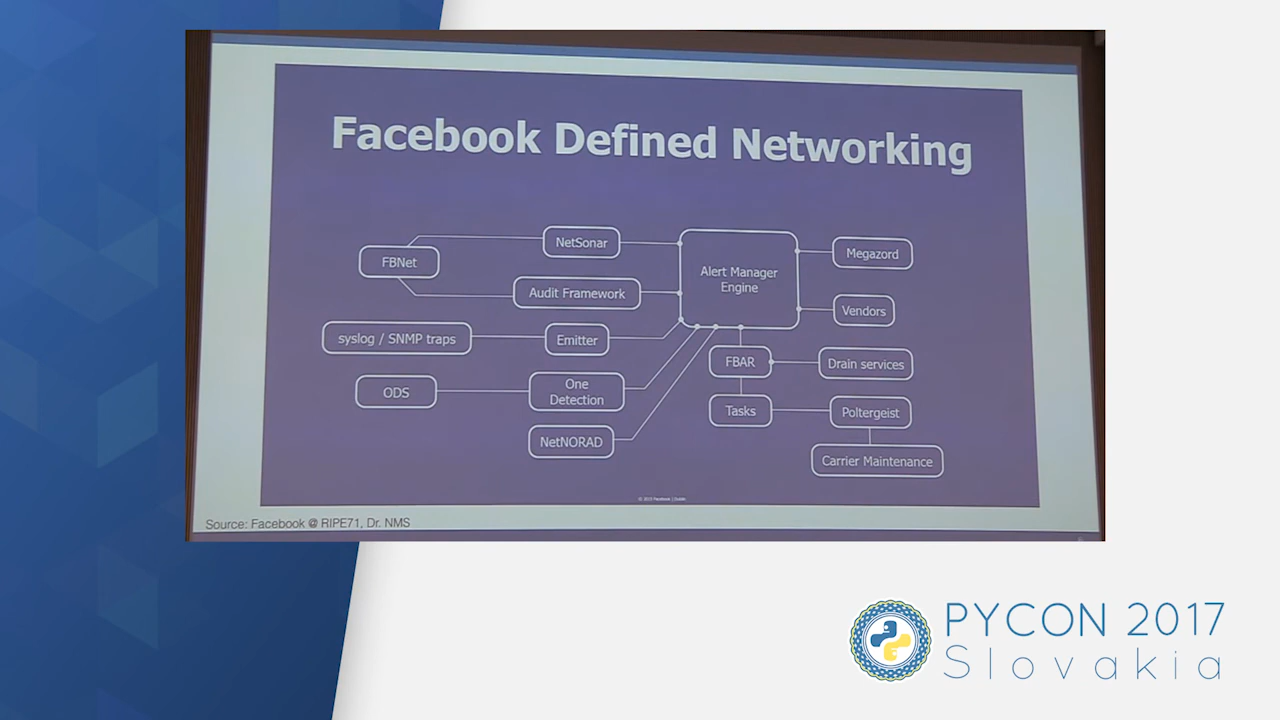 Facebook Defined Networking
NetSonar
FBNet
Audit Framework
syslog / SNMP traps
Emitter
ODS
One
Detection
NetNORAD
Alert Manager
Engine
Megazord
Vendors
FBAR
Drain services
Tasks
Poltergeist
Carrier Maintenance
Source: Facebook @ RIPE71, Dr. NMS
PYCON 2017
Slovakia